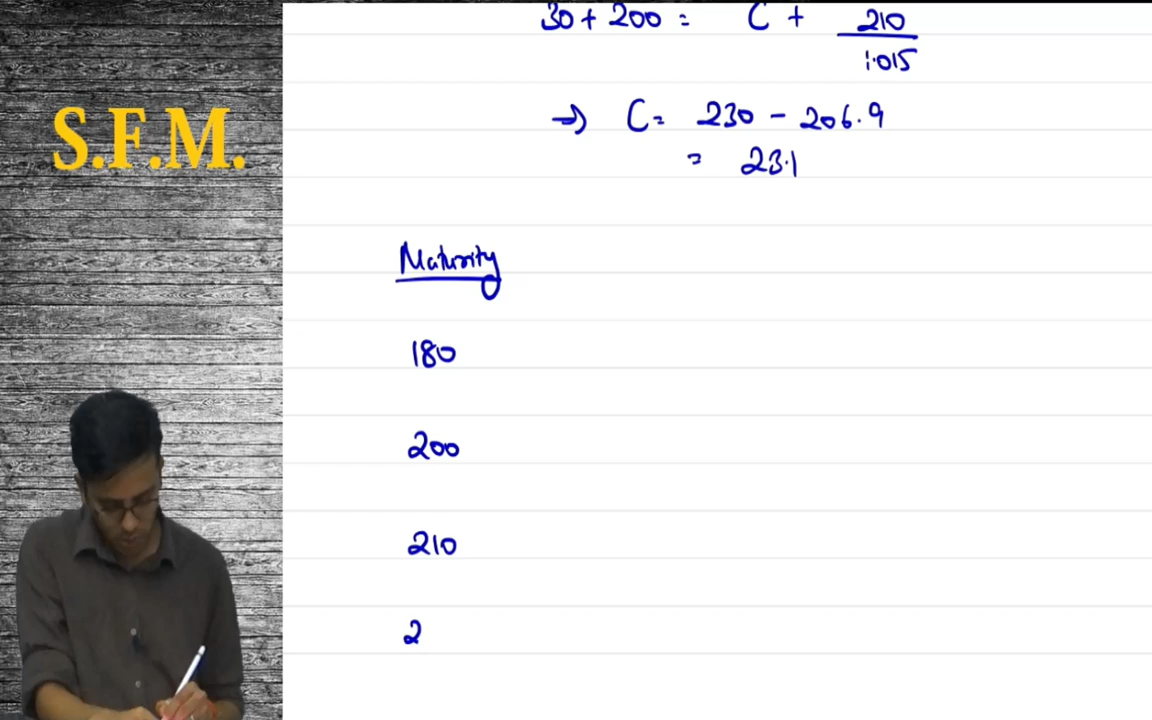 S.F.M.
30 + 200 = C + 210
1.015
⇒ C = 230 - 206.9
= 23.1
Maturity
180
200
210
2